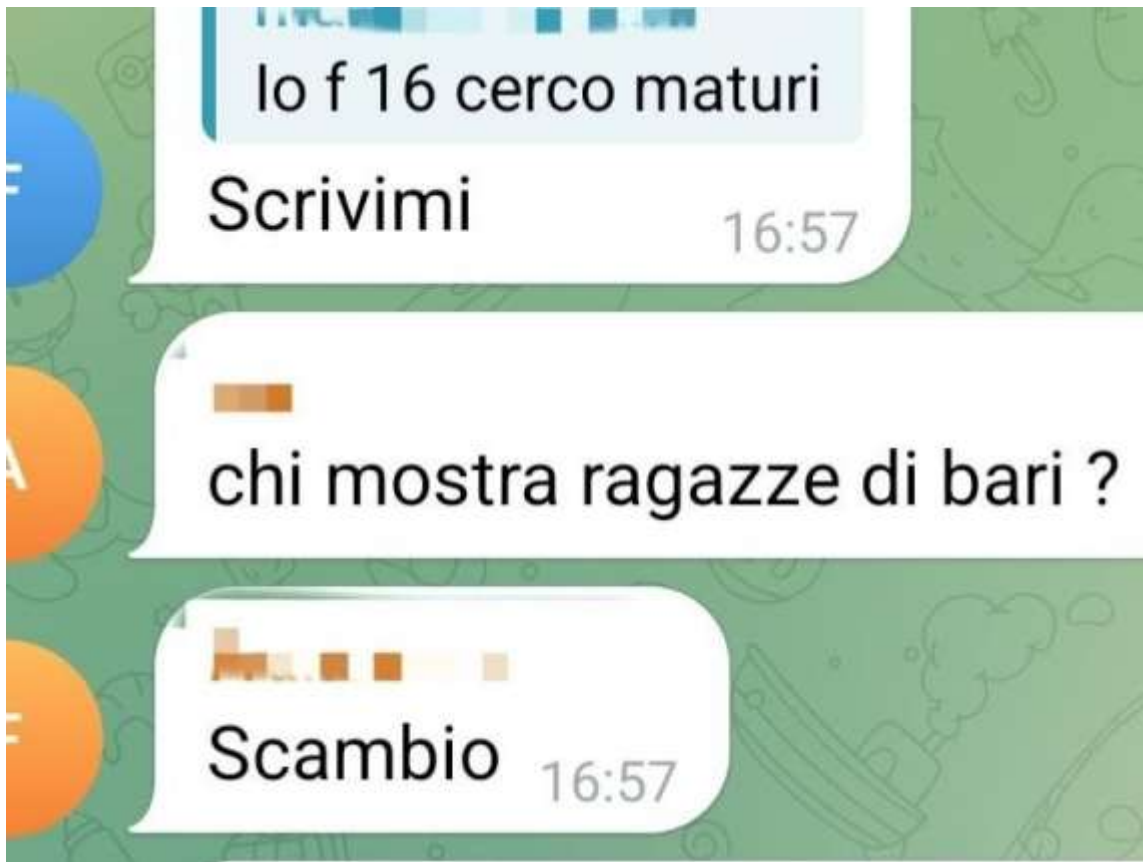 Io f 16 cerco maturi
Scrivimi
16:57
chi mostra ragazze di bari ?
Scambio
16:57